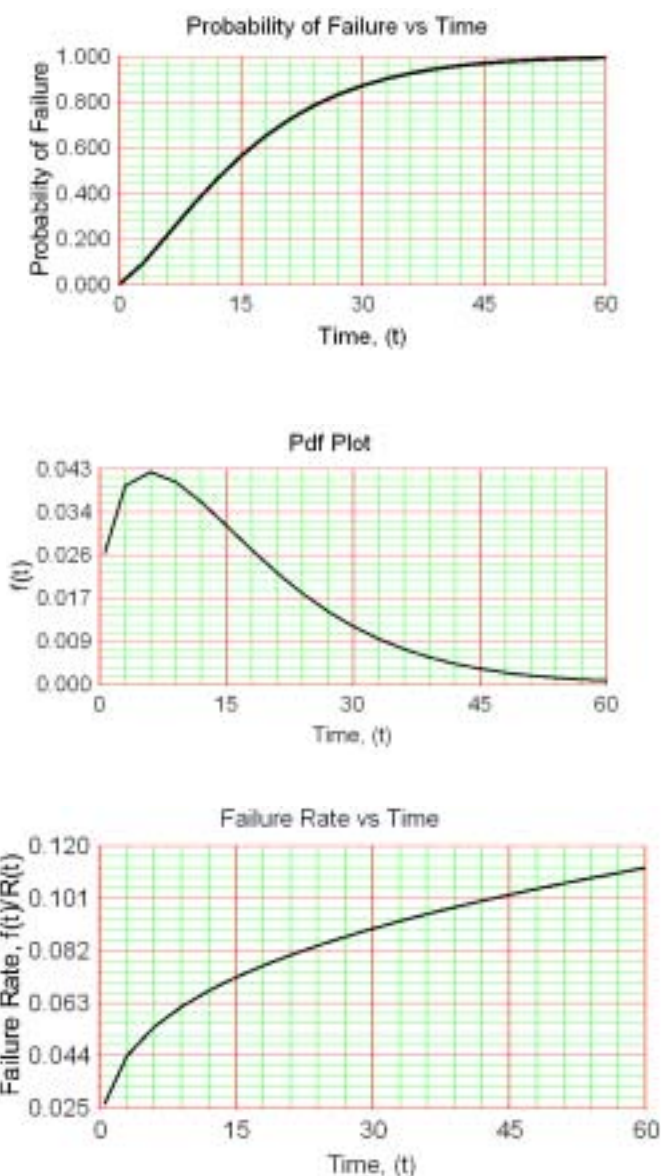 Probability of Failure vs Time
Probability of Failure
1.000
0.800
0.600
0.400
0.200
0.000
0 15 30 45 60
Time, (t)
Pdf Plot
f(t)
0.043
0.034
0.026
0.017
0.009
0.000
0 15 30 45 60
Time, (t)
Failure Rate vs Time
Failure Rate, f(t)/R(t)
0.120
0.101
0.082
0.063
0.044
0.025
0 15 30 45 60
Time, (t)